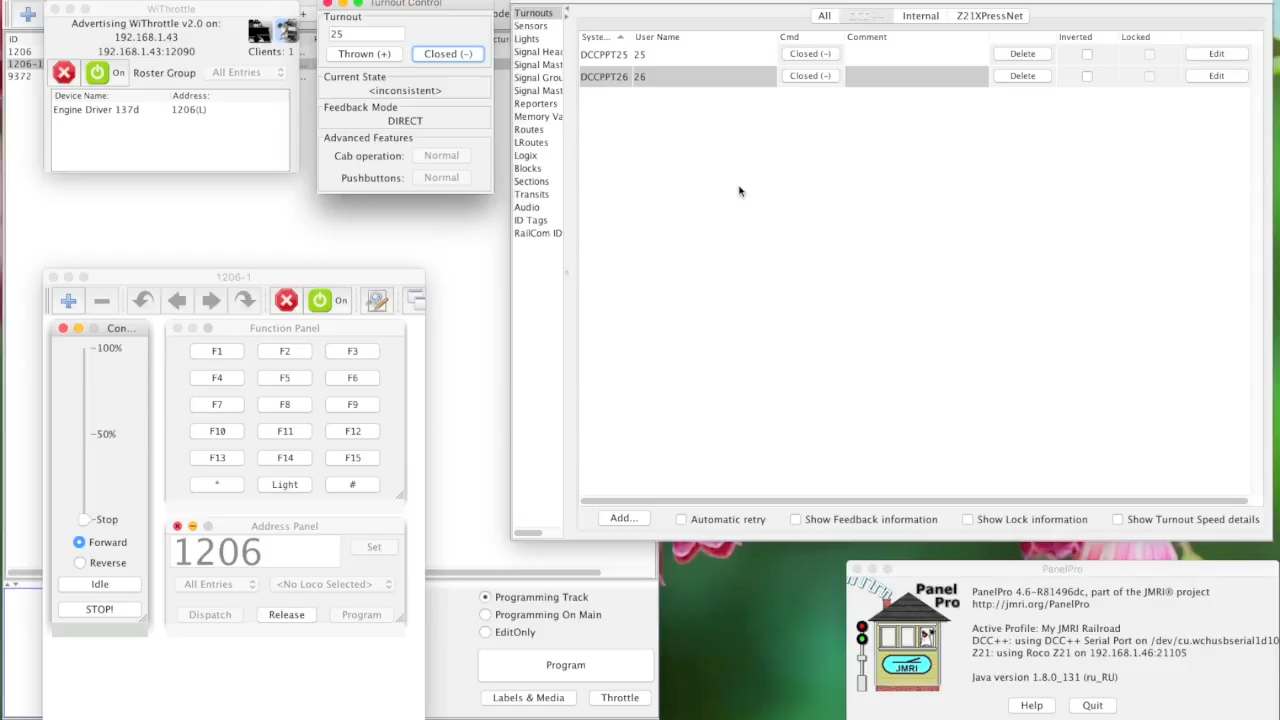 WiThrottle
Advertising WiThrottle v2.0 on:
192.168.1.43
192.168.1.43:12090
Clients: 1
On
Roster Group
All Entries
Device Name:
Address:
Engine Driver 137d
1206(L)
ID
1206
1206-1
9372
Turnout Control
Turnout
25
Thrown (+)
Closed (-)
Current State
<inconsistent>
Feedback Mode
DIRECT
Advanced Features
Cab operation:
Normal
Pushbuttons:
Normal
Turnouts
Sensors
Lights
Signal Hea
Signal Mas
Signal Grou
Signal Mast
Reporters
Memory Va
Routes
LRoutes
Logix
Blocks
Sections
Transits
Audio
ID Tags
RailCom ID
All
Internal
Z21XPressNet
Syste...
User Name
Cmd
Comment
Inverted
Locked
DCCPPT25
25
Closed (-)
Delete
Edit
DCCPPT26
26
Closed (-)
Delete
Edit
Add...
Automatic retry
Show Feedback information
Show Lock information
Show Turnout Speed details
1206-1
On
Con...
-100%
-50%
-Stop
Forward
Reverse
Idle
STOP!
Function Panel
F1
F2
F3
F4
F5
F6
F7
F8
F9
F10
F11
F12
F13
F14
F15
*
Light
#
Address Panel
1206
Set
All Entries
<No Loco Selected>
Dispatch
Release
Program
Programming Track
Programming On Main
EditOnly
Program
Labels & Media
Throttle
PanelPro
Panel
Pro
JMRI
PanelPro 4.6-R81496dc, part of the JMRI® project
http://jmri.org/PanelPro
Active Profile: My JMRI Railroad
DCC++: using DCC++ Serial Port on /dev/cu.wchusbserial1d10
Z21: using Roco Z21 on 192.168.1.46:21105
Java version 1.8.0_131 (ru_RU)
Help
Quit